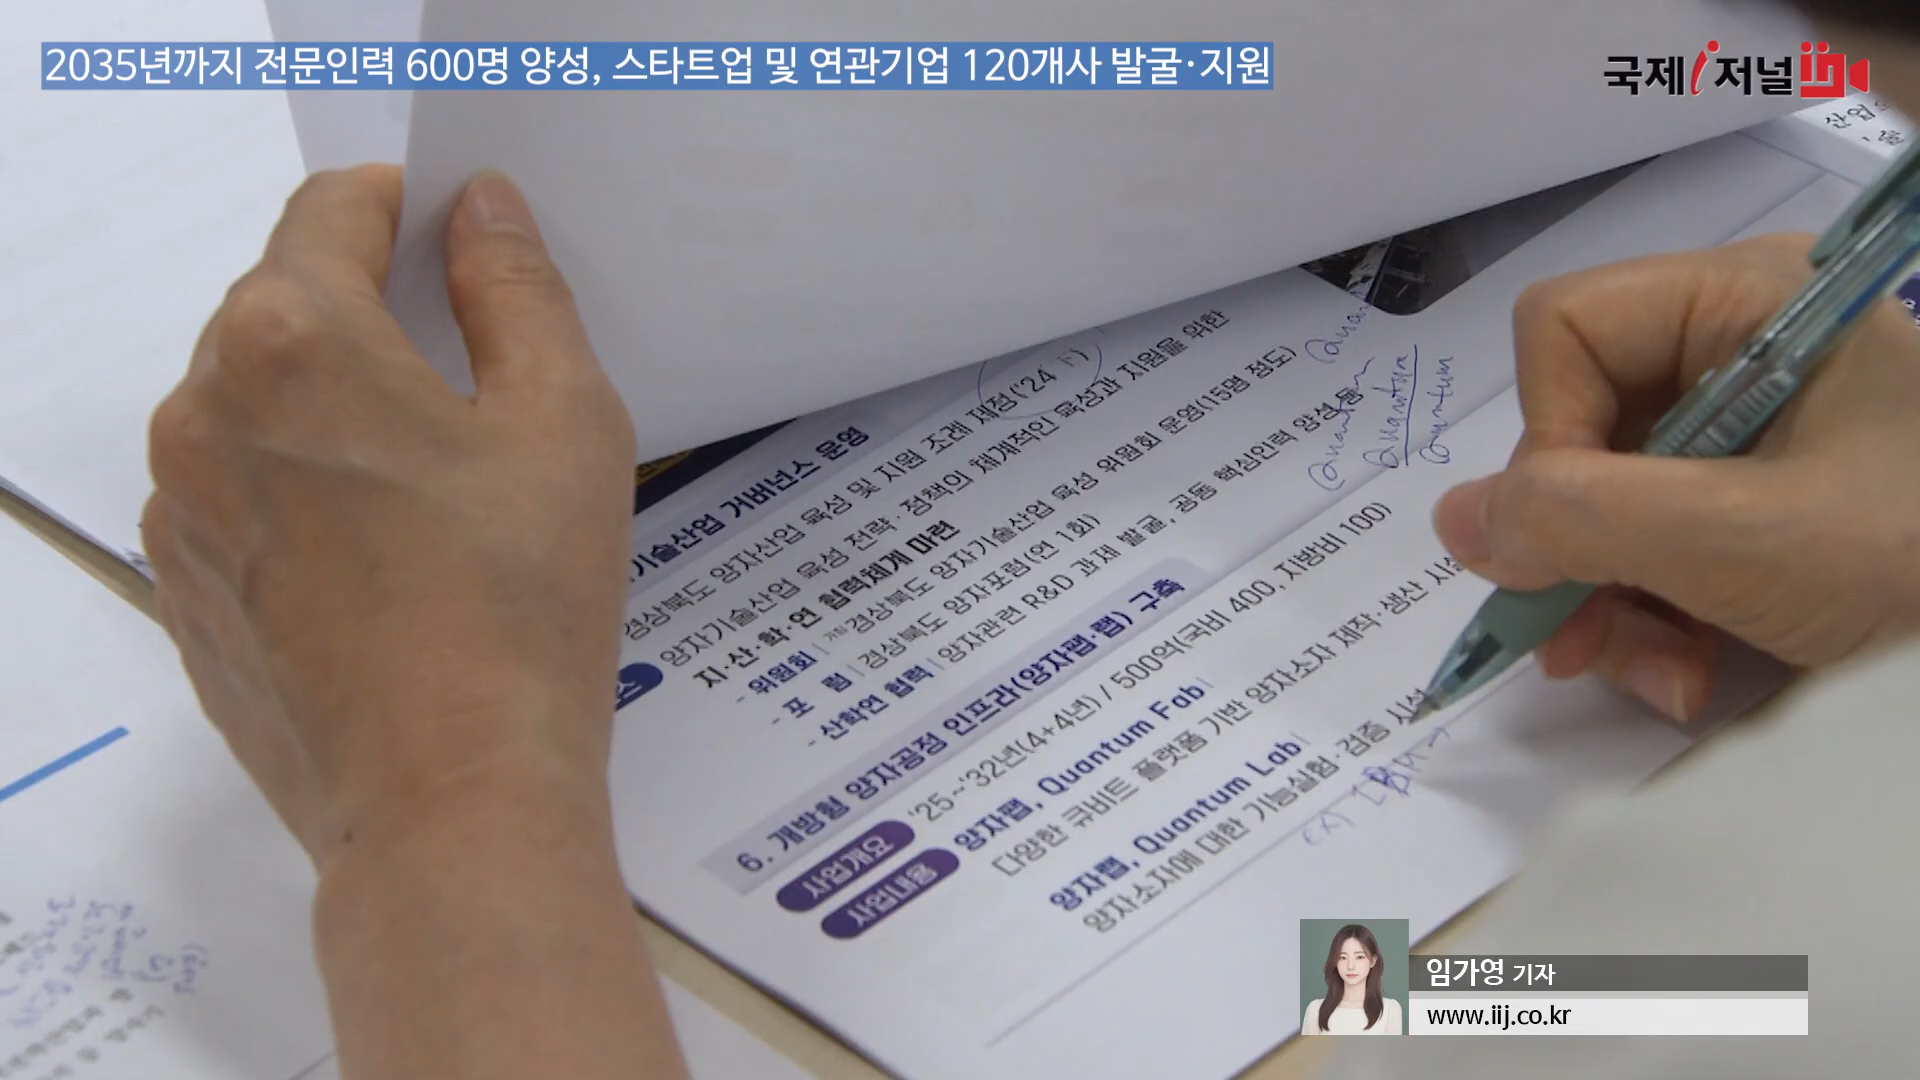 2035년까지 전문인력 600명 양성, 스타트업 및 연관기업 120개사 발굴·지원
국제i저널
산업
기술산업 거버넌스 운영
경상북도 양자산업 육성 및 지원 조례 제정('24
양자기술산업 육성 전략·정책의 체계적인 육성과 지원을 위한
지·산·학·연 협력체계 마련
- 위원회 | 경상북도 양자기술산업 육성 위원회 운영(15명 정도)
- 포 럼 | 경상북도 양자포럼(연 1회)
- 산학연 협력 | 양자관련 R&D 과제 발굴, 공동 핵심인력 양성 등
Quantum
Quantum
6. 개방형 양자공정 인프라(양자팹·랩) 구축
사업개요 '25~'32년(4+4년) / 500억(국비 400, 지방비 100)
사업내용 양자팹, Quantum Fab |
다양한 큐비트 플랫폼 기반 양자소자 제작·생산 시설
양자랩, Quantum Lab |
양자소자에 대한 기능실험·검증 시설
임가영 기자
www.iij.co.kr